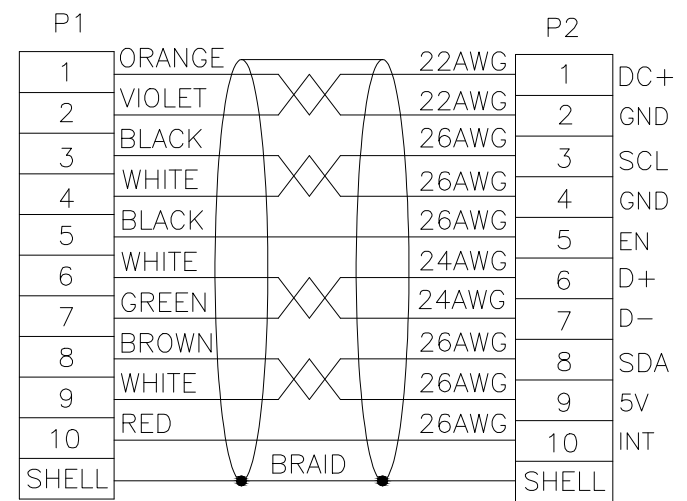 P1 P2
1 ORANGE 22AWG 1 DC+
2 VIOLET 22AWG 2 GND
3 BLACK 26AWG 3 SCL
4 WHITE 26AWG 4 GND
5 BLACK 26AWG 5 EN
6 WHITE 24AWG 6 D+
7 GREEN 24AWG 7 D-
8 BROWN 26AWG 8 SDA
9 WHITE 26AWG 9 5V
10 RED 26AWG 10 INT
SHELL BRAID SHELL